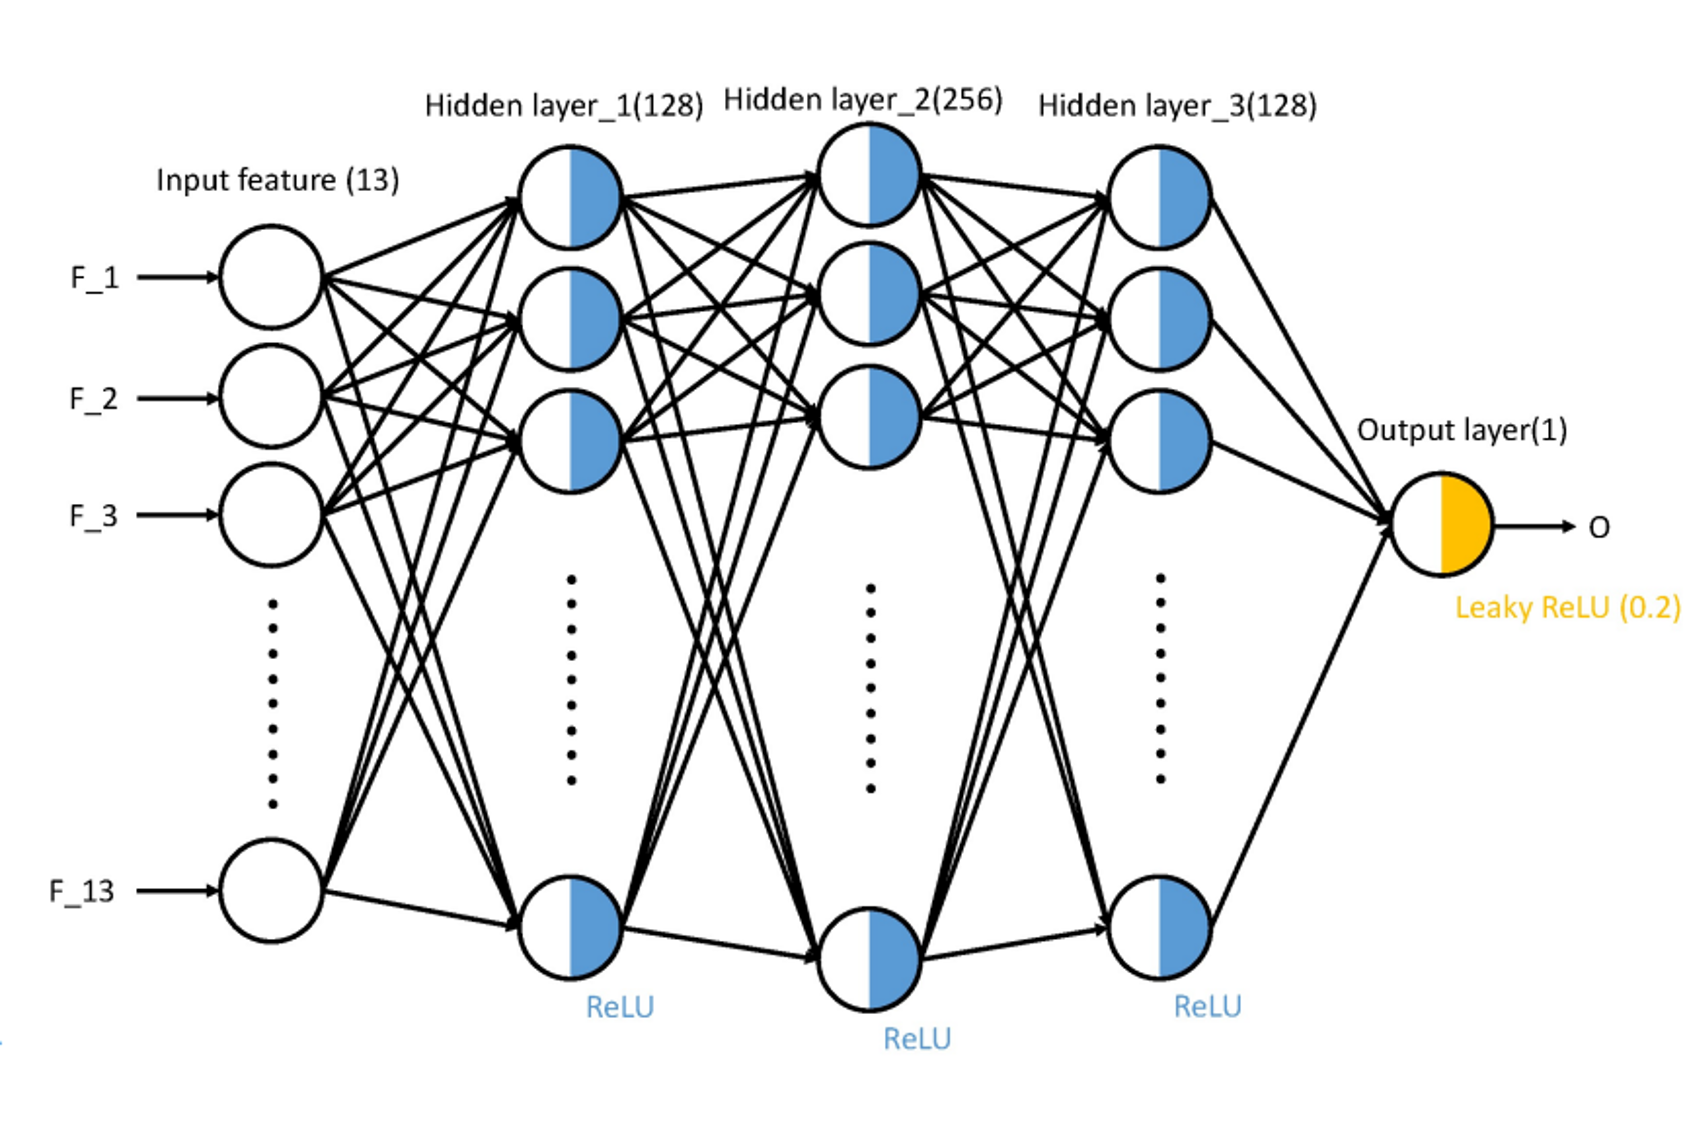 Hidden layer_1(128)
Hidden layer_2(256)
Hidden layer_3(128)
Input feature (13)
F_1
F_2
F_3
F_13
Output layer(1)
O
Leaky ReLU (0.2)
ReLU
ReLU
ReLU